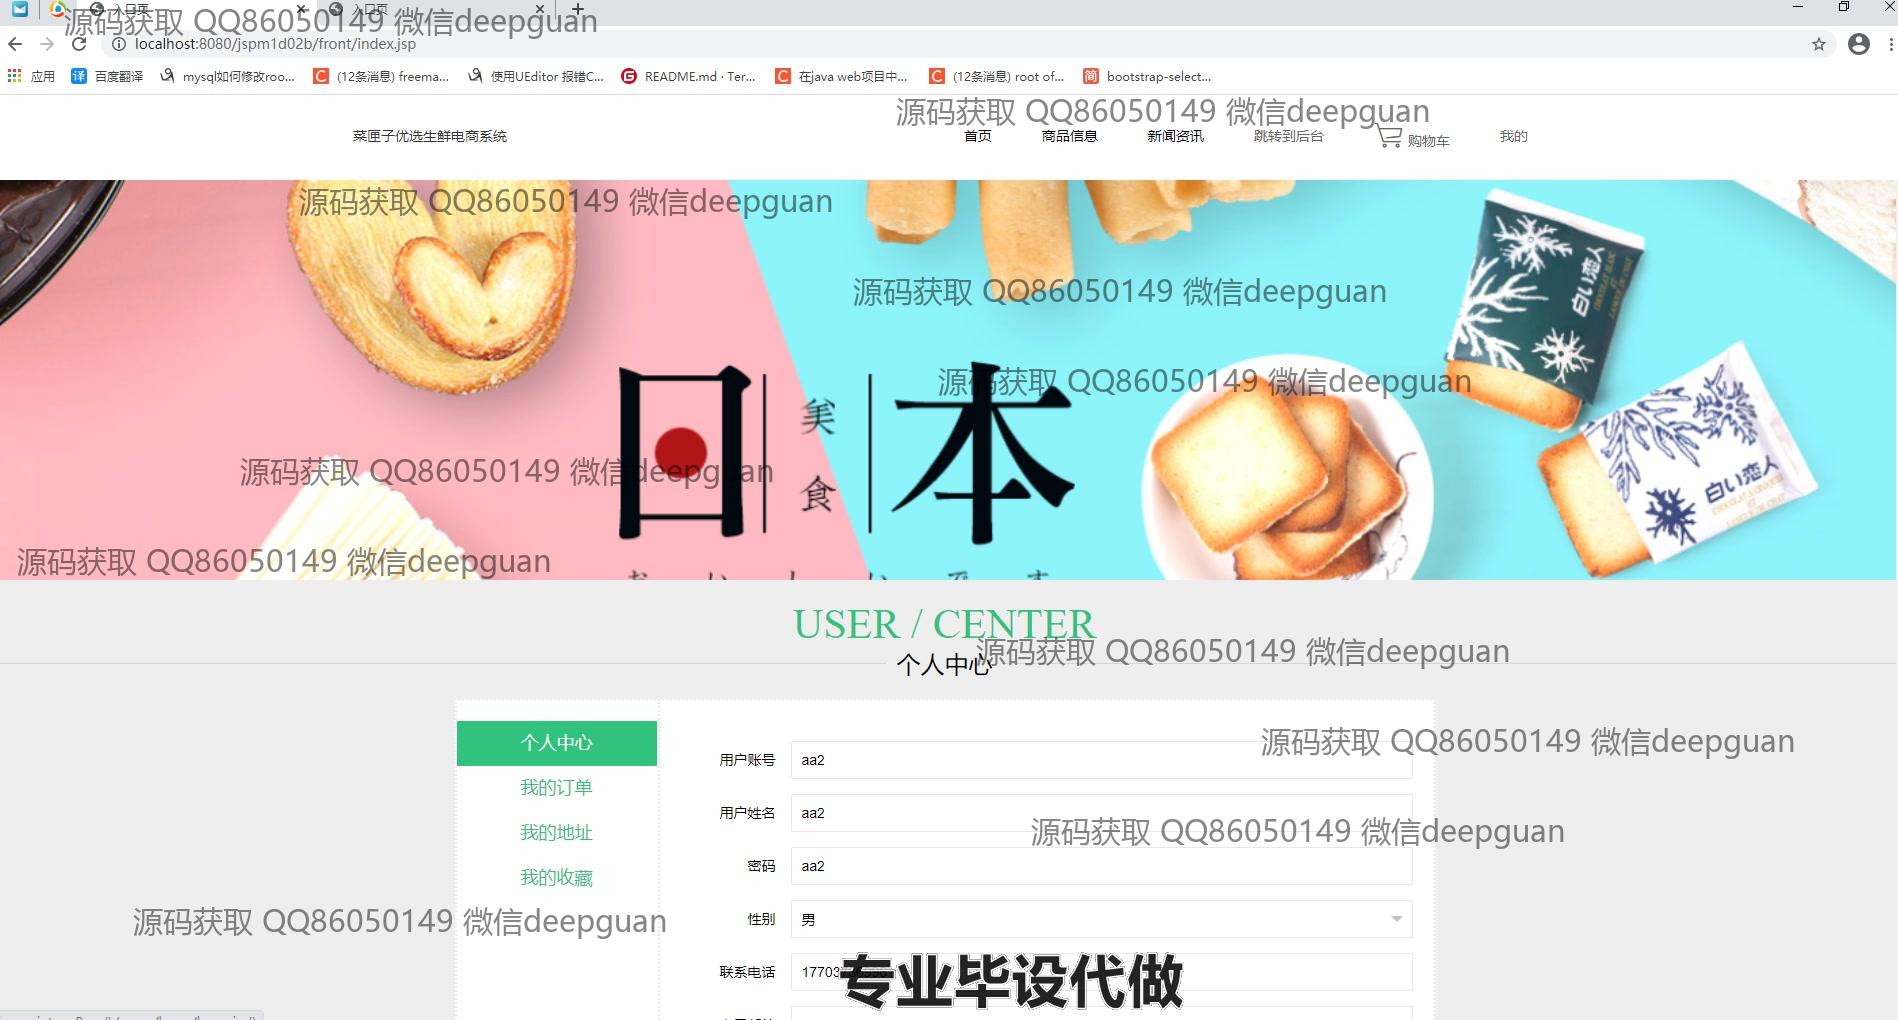 入口页
入口页
源码获取 QQ86050149 微信deepguan
localhost:8080/jspm1d02b/front/index.jsp
应用 百度翻译 mysql如何修改roo... (12条消息) freema... 使用UEditor 报错C... README.md · Ter... 在java web项目中... (12条消息) root of... bootstrap-select...
源码获取 QQ86050149 微信deepguan
菜匣子优选生鲜电商系统 首页 商品信息 新闻资讯 跳转到后台 购物车 我的
源码获取 QQ86050149 微信deepguan
源码获取 QQ86050149 微信deepguan
白い恋人
源码获取 QQ86050149 微信deepguan
日 美食 本
源码获取 QQ86050149 微信deepguan
白い恋人
源码获取 QQ86050149 微信deepguan
USER / CENTER
个人中心
源码获取 QQ86050149 微信deepguan
个人中心
我的订单
我的地址
我的收藏
源码获取 QQ86050149 微信deepguan
用户账号 aa2
用户姓名 aa2
源码获取 QQ86050149 微信deepguan
密码 aa2
性别 男
源码获取 QQ86050149 微信deepguan
联系电话
专业毕设代做